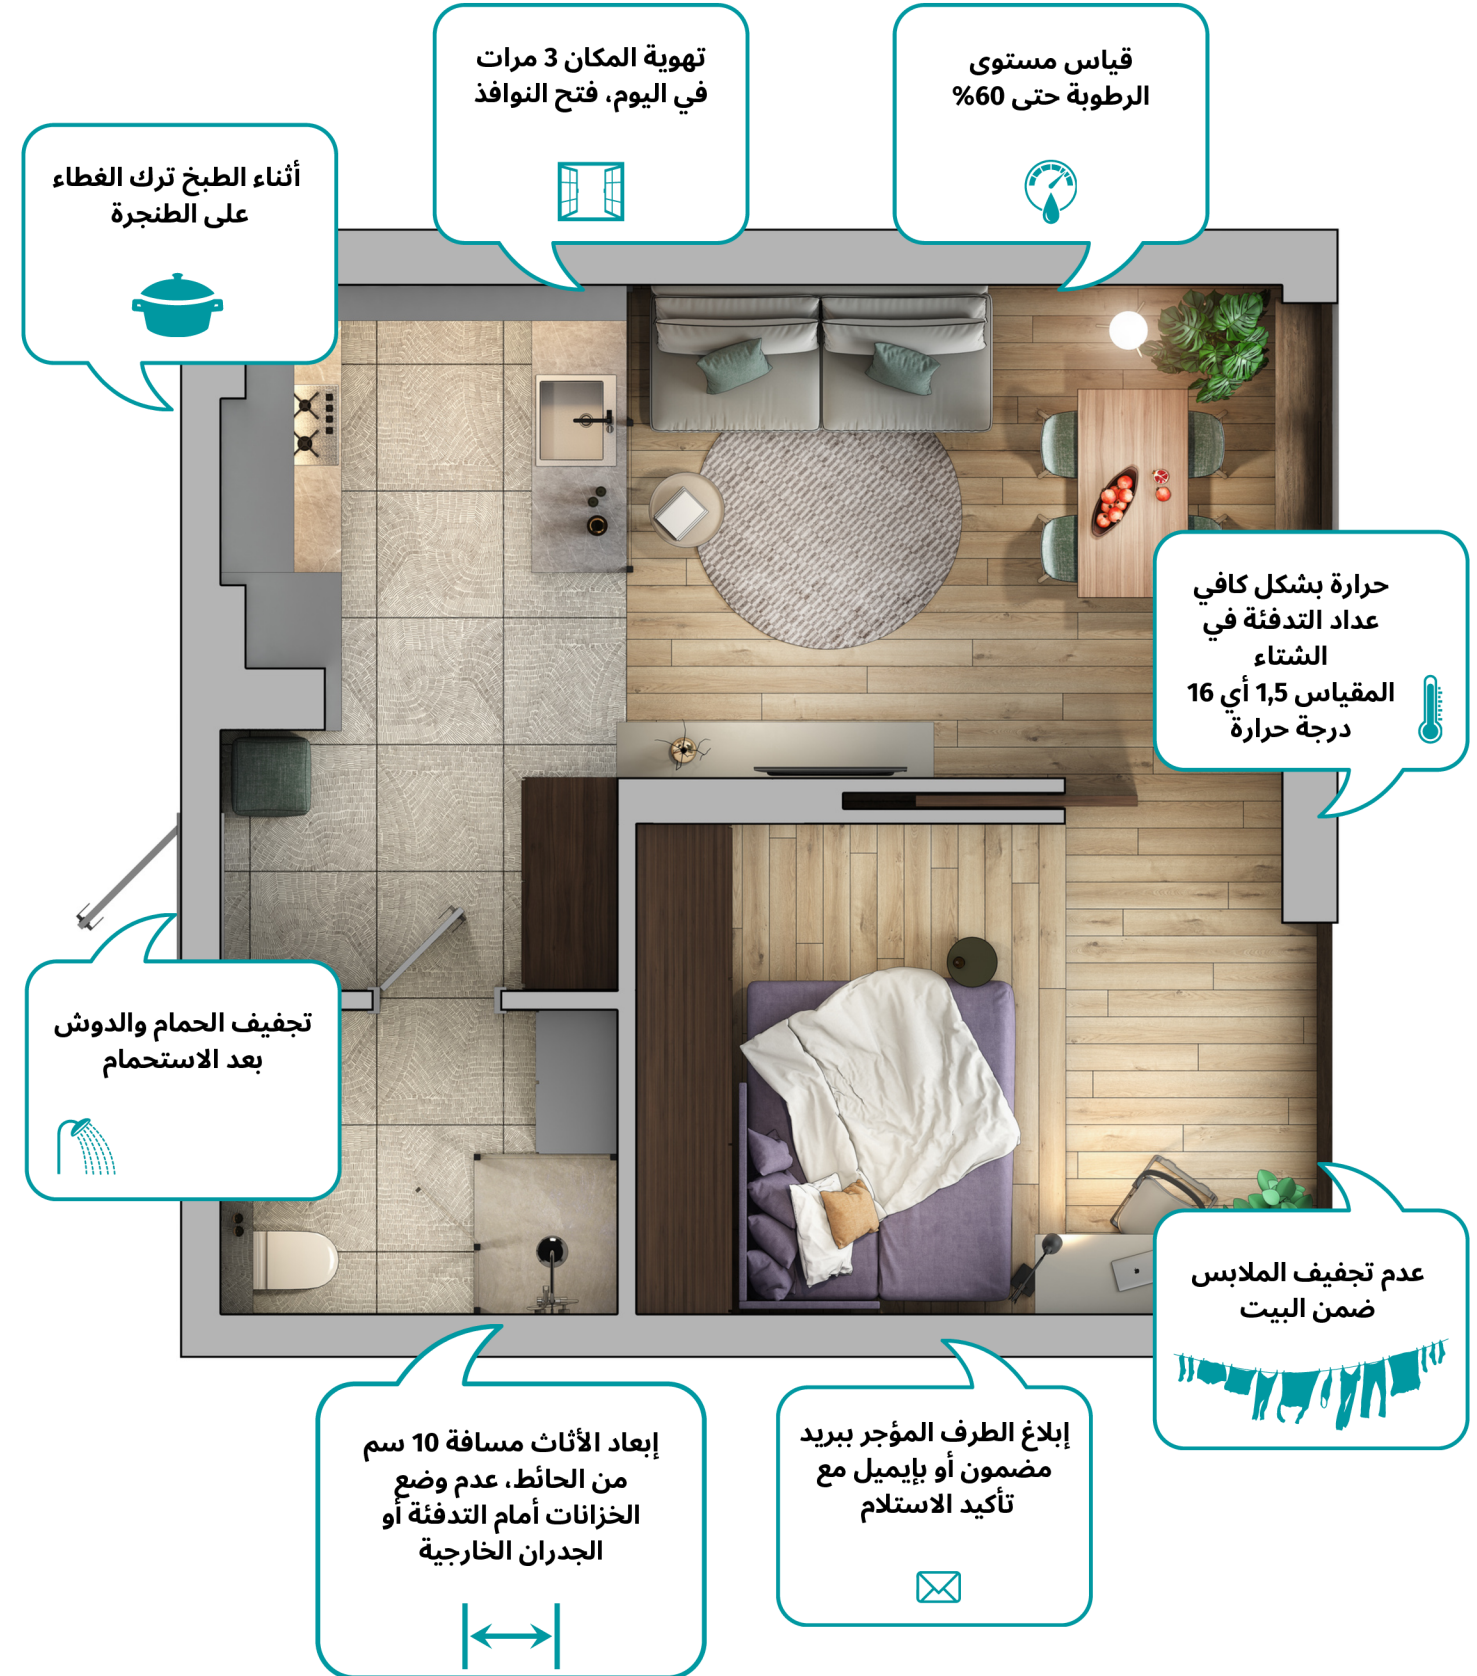 قياس مستوى
الرطوبة حتى 60%
تهوية المكان 3 مرات
في اليوم، فتح النوافذ
أثناء الطبخ ترك الغطاء
على الطنجرة
حرارة بشكل كافي
عداد التدفئة في
الشتاء
المقياس 1,5 أي 16
درجة حرارة
تجفيف الحمام والدوش
بعد الاستحمام
عدم تجفيف الملابس
ضمن البيت
إبلاغ الطرف المؤجر ببريد
مضمون أو بإيميل مع
تأكيد الاستلام
إبعاد الأثاث مسافة 10 سم
من الحائط، عدم وضع
الخزانات أمام التدفئة أو
الجدران الخارجية